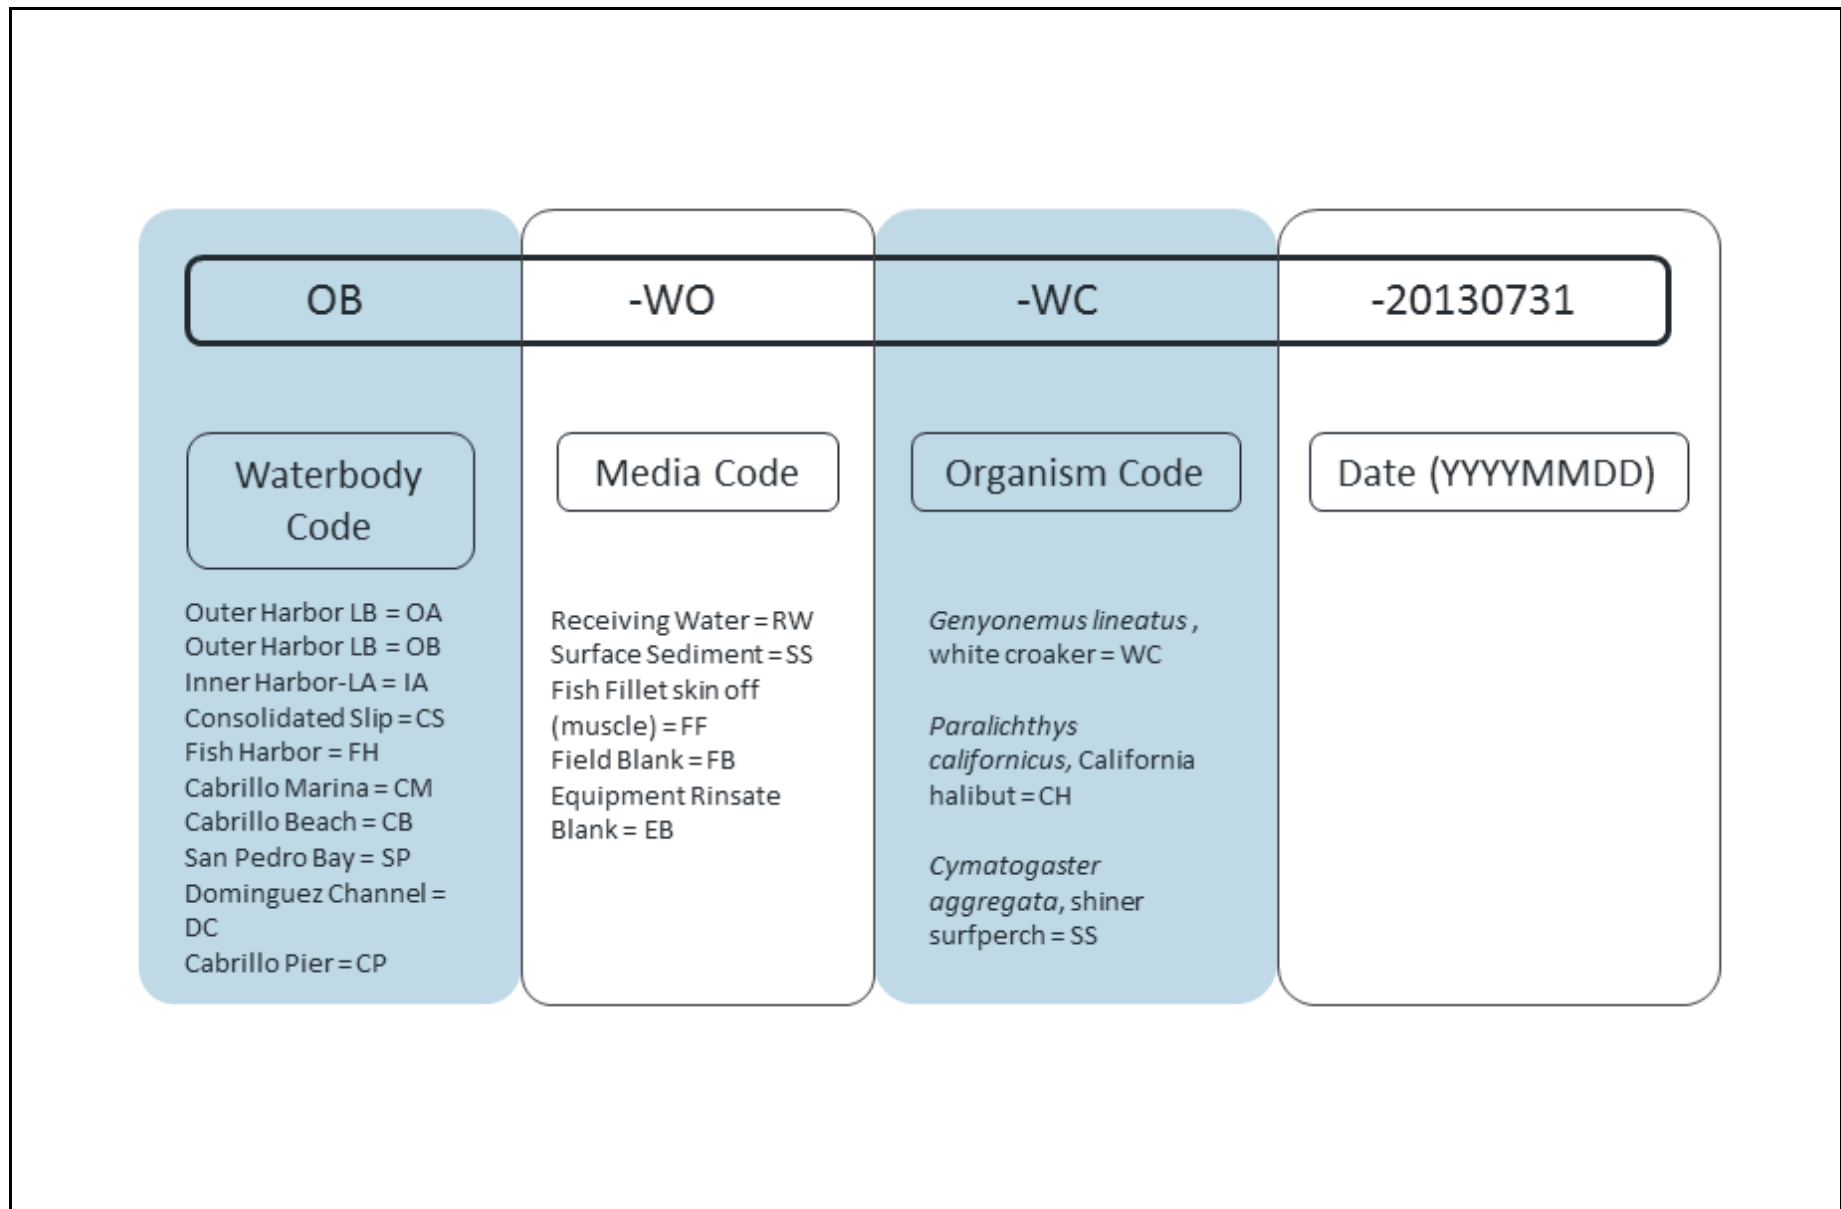 OB -WO -WC -20130731
Waterbody
Code
Outer Harbor LB = OA
Outer Harbor LB = OB
Inner Harbor-LA = IA
Consolidated Slip = CS
Fish Harbor = FH
Cabrillo Marina = CM
Cabrillo Beach = CB
San Pedro Bay = SP
Dominguez Channel =
DC
Cabrillo Pier = CP
Media Code
Receiving Water = RW
Surface Sediment = SS
Fish Fillet skin off
(muscle) = FF
Field Blank = FB
Equipment Rinsate
Blank = EB
Organism Code
Genyonemus lineatus ,
white croaker = WC
Paralichthys
californicus, California
halibut = CH
Cymatogaster
aggregata, shiner
surfperch = SS
Date (YYYYMMDD)